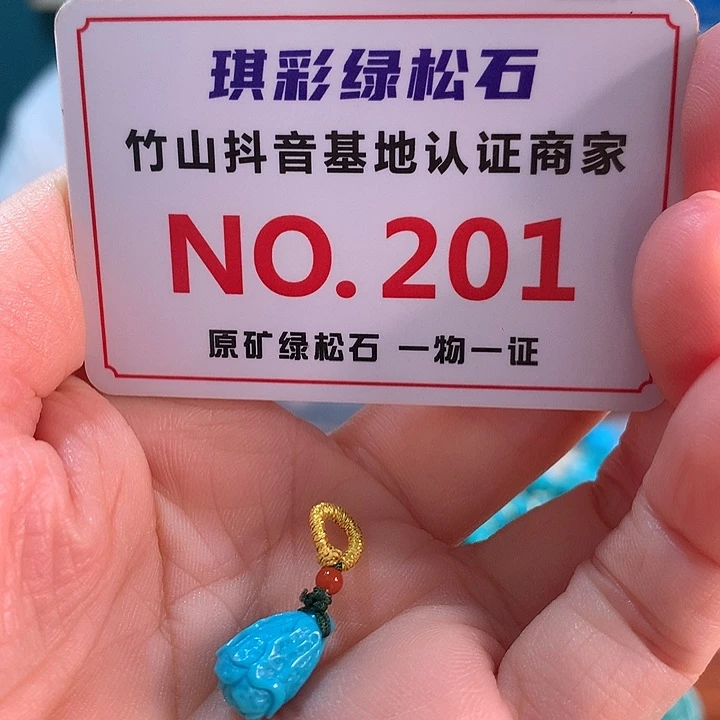 琪彩绿松石
竹山抖音基地认证商家
NO.201
原矿绿松石 一物一证